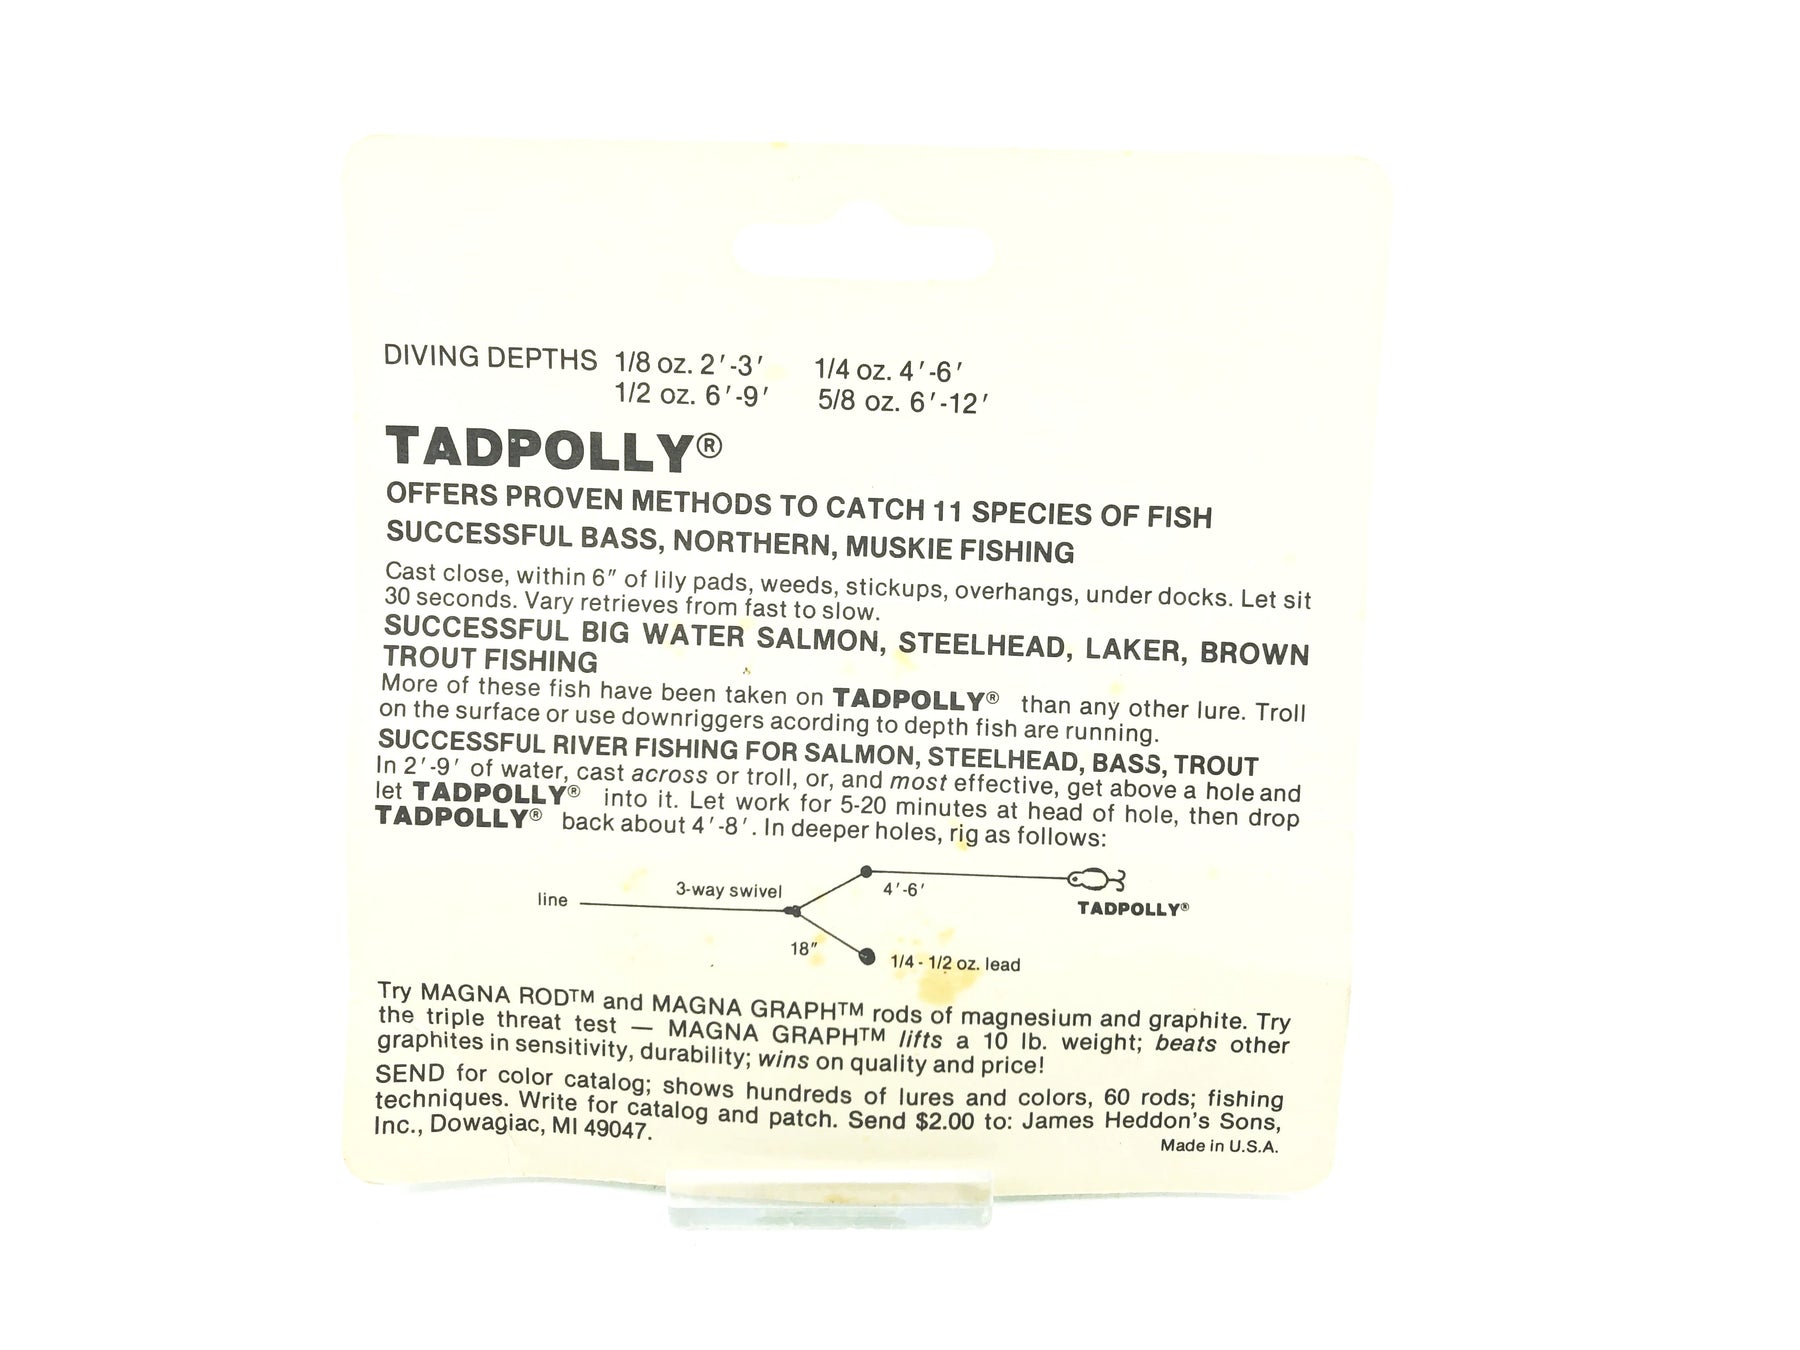 DIVING DEPTHS 1/8 oz. 2′-3′ 1/4 oz. 4′-6′
1/2 oz. 6′-9′ 5/8 oz. 6′-12′
TADPOLLY®
OFFERS PROVEN METHODS TO CATCH 11 SPECIES OF FISH
SUCCESSFUL BASS, NORTHERN, MUSKIE FISHING
Cast close, within 6″ of lily pads, weeds, stickups, overhangs, under docks. Let sit
30 seconds. Vary retrieves from fast to slow.
SUCCESSFUL BIG WATER SALMON, STEELHEAD, LAKER, BROWN
TROUT FISHING
More of these fish have been taken on TADPOLLY® than any other lure. Troll
on the surface or use downriggers acording to depth fish are running.
SUCCESSFUL RIVER FISHING FOR SALMON, STEELHEAD, BASS, TROUT
In 2′-9′ of water, cast across or troll, or, and most effective, get above a hole and
let TADPOLLY® into it. Let work for 5-20 minutes at head of hole, then drop
TADPOLLY® back about 4′-8′. In deeper holes, rig as follows:
line
3-way swivel
4′-6′
TADPOLLY®
18″
1/4 - 1/2 oz. lead
Try MAGNA ROD™ and MAGNA GRAPH™ rods of magnesium and graphite. Try
the triple threat test — MAGNA GRAPH™ lifts a 10 lb. weight; beats other
graphites in sensitivity, durability; wins on quality and price!
SEND for color catalog; shows hundreds of lures and colors, 60 rods; fishing
techniques. Write for catalog and patch. Send $2.00 to: James Heddon's Sons,
Inc., Dowagiac, MI 49047.
Made in U.S.A.